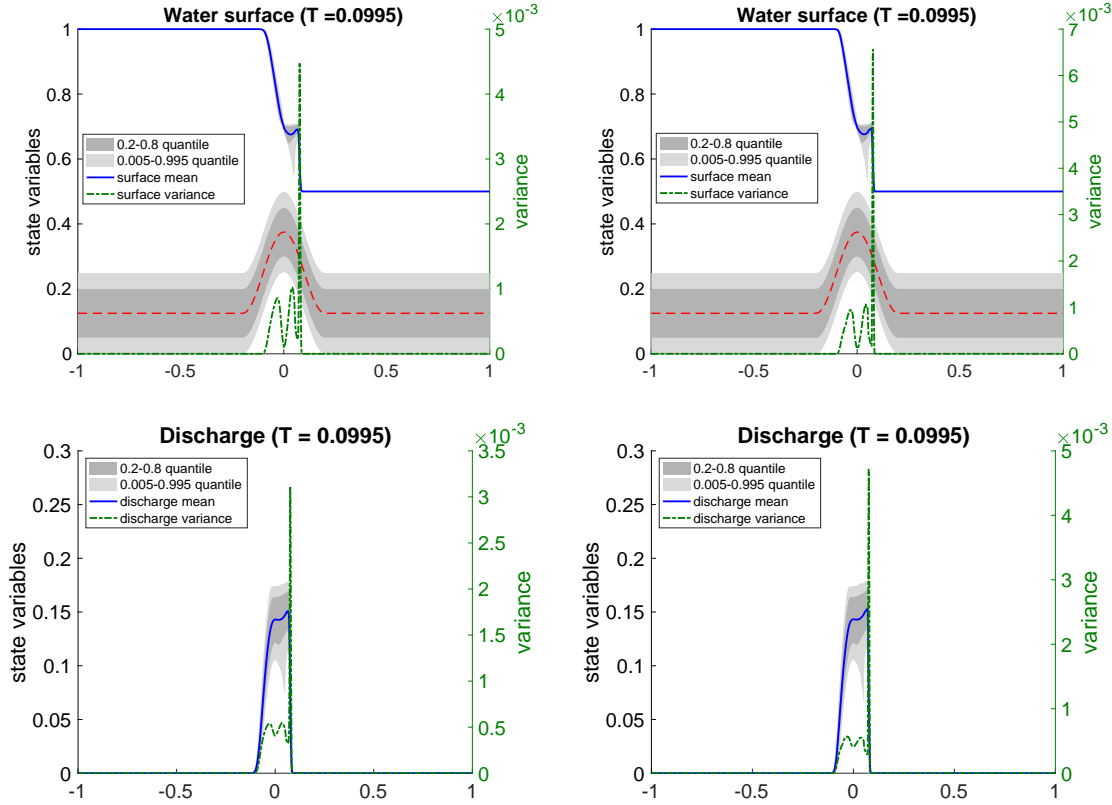 Water surface (T =0.0995)
×10⁻³
5
4
3
2
1
0
1
0.8
0.6
0.4
0.2
0
state variables
variance
0.2-0.8 quantile
0.005-0.995 quantile
surface mean
surface variance
-1
-0.5
0
0.5
1
Water surface (T =0.0995)
×10⁻³
7
6
5
4
3
2
1
0
1
0.8
0.6
0.4
0.2
0
state variables
variance
0.2-0.8 quantile
0.005-0.995 quantile
surface mean
surface variance
-1
-0.5
0
0.5
1
Discharge (T = 0.0995)
×10⁻³
3.5
3
2.5
2
1.5
1
0.5
0
0.3
0.25
0.2
0.15
0.1
0.05
0
state variables
variance
0.2-0.8 quantile
0.005-0.995 quantile
discharge mean
discharge variance
-1
-0.5
0
0.5
1
Discharge (T = 0.0995)
×10⁻³
5
4
3
2
1
0
0.3
0.25
0.2
0.15
0.1
0.05
0
state variables
variance
0.2-0.8 quantile
0.005-0.995 quantile
discharge mean
discharge variance
-1
-0.5
0
0.5
1